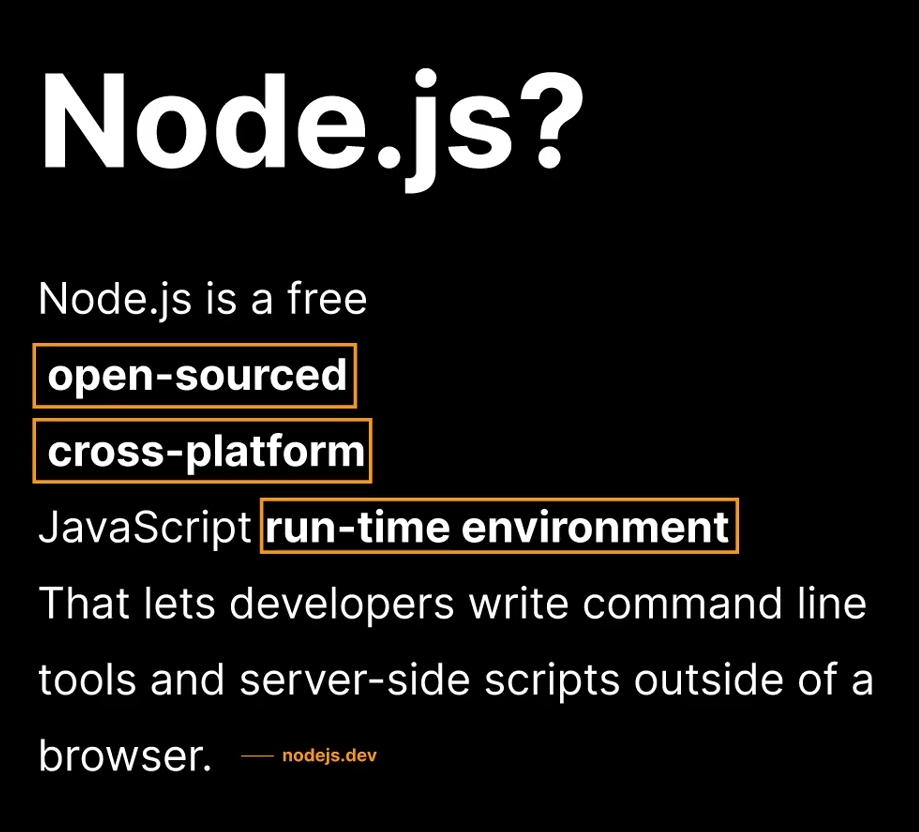 Node.js?
Node.js is a free
open-sourced
cross-platform
JavaScript run-time environment
That lets developers write command line
tools and server-side scripts outside of a
browser. — nodejs.dev